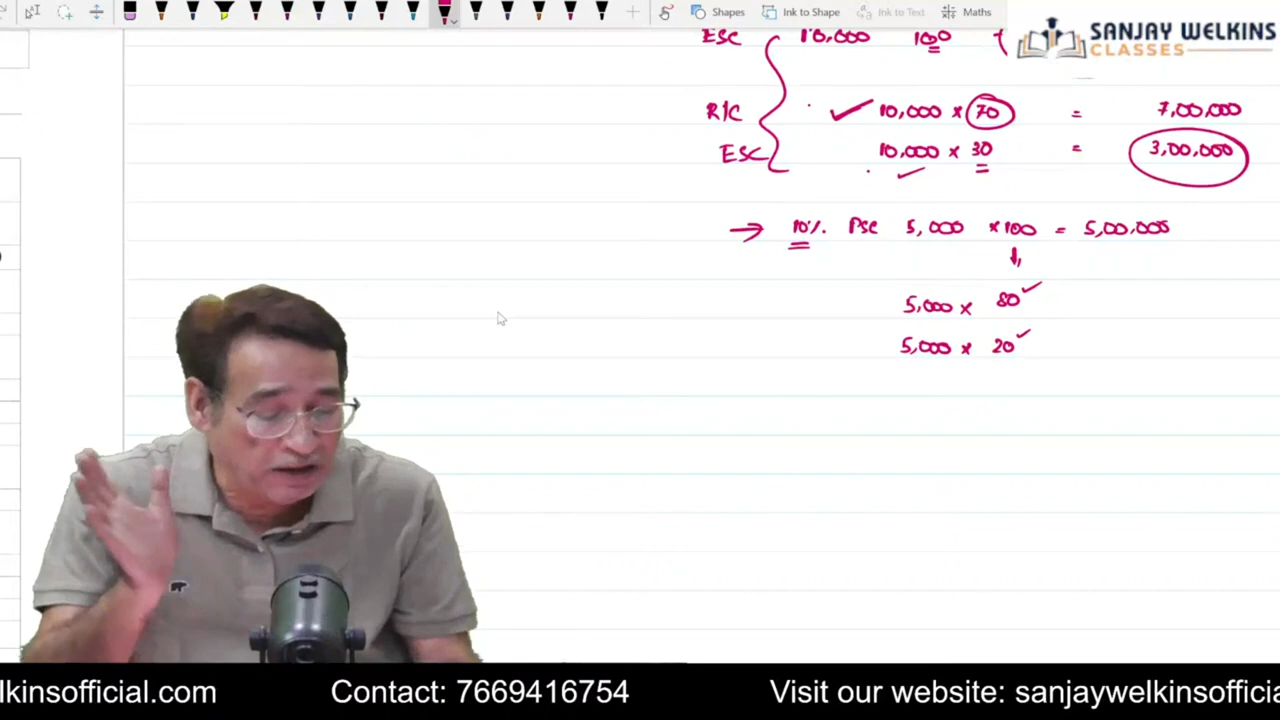 Shapes Ink to Shape Ink to Text Maths
SANJAY WELKINS
CLASSES
ESC 10,000 100
R/C 10,000 × 70 = 7,00,000
ESC 10,000 × 30 = 3,00,000
→ 10% PSC 5,000 ×100 = 5,00,000
5,000 × 80
5,000 × 20
lkinsofficial.com Contact: 7669416754 Visit our website: sanjaywelkinsofficia